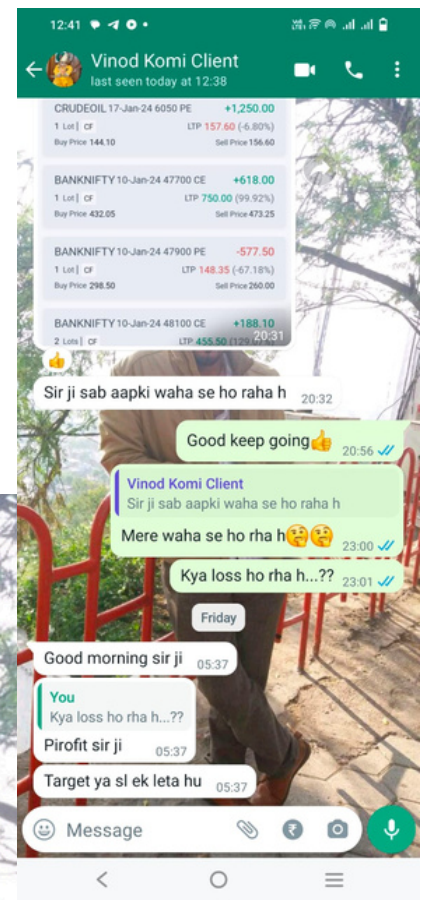 12:41
Vinod Komi Client
last seen today at 12:38
CRUDEOIL 17-Jan-24 6050 PE +1,250.00
1 Lot | CF LTP 157.60 (-6.80%)
Buy Price 144.10 Sell Price 156.60
BANKNIFTY 10-Jan-24 47700 CE +618.00
1 Lot | CF LTP 750.00 (99.92%)
Buy Price 432.05 Sell Price 473.25
BANKNIFTY 10-Jan-24 47900 PE -577.50
1 Lot | CF LTP 148.35 (-67.18%)
Buy Price 298.50 Sell Price 260.00
BANKNIFTY 10-Jan-24 48100 CE +188.10
2 Lots | CF LTP 455.50 20:31
👍
Sir ji sab aapki waha se ho raha h 20:32
Good keep going👍 20:56
Vinod Komi Client
Sir ji sab aapki waha se ho raha h
Mere waha se ho rha h🤔🤔 23:00
Kya loss ho rha h...?? 23:01
Friday
Good morning sir ji 05:37
You
Kya loss ho rha h...??
Pirofit sir ji 05:37
Target ya sl ek leta hu 05:37
Message